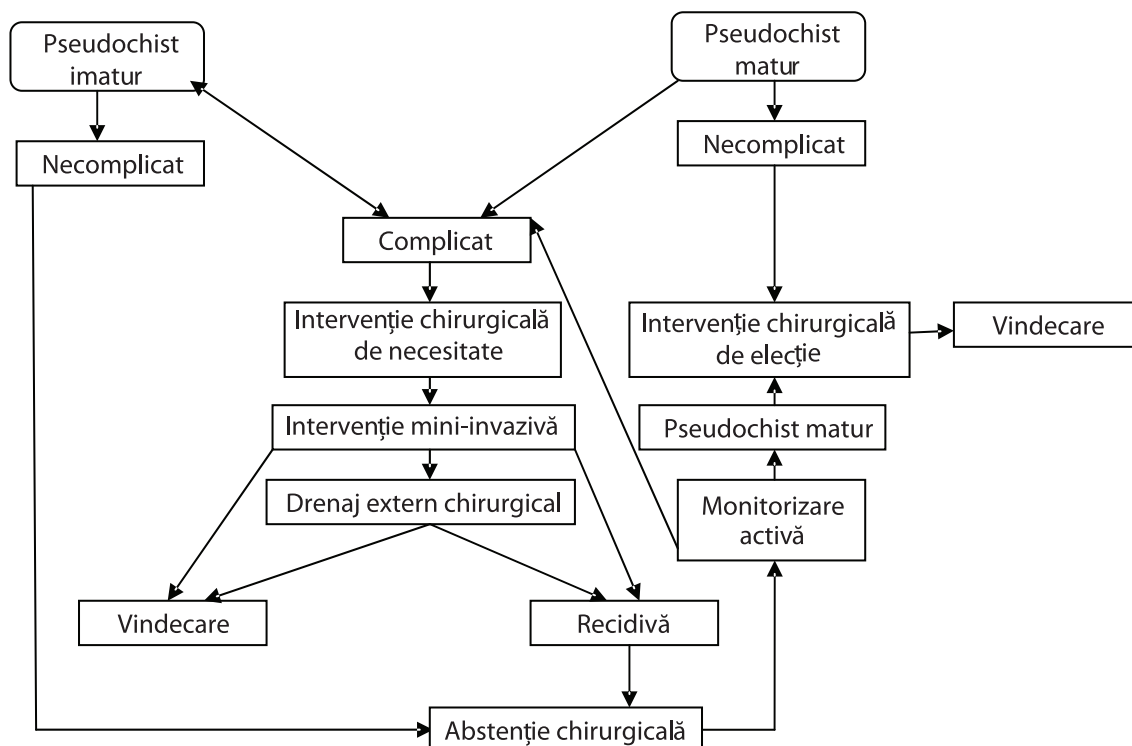 Pseudochist
imatur
Pseudochist
matur
Necomplicat
Necomplicat
Complicat
Intervenție chirurgicală
de necesitate
Intervenție chirurgicală
de elecție
Vindecare
Intervenție mini-invazivă
Pseudochist matur
Drenaj extern chirurgical
Monitorizare
activă
Vindecare
Recidivă
Abstenție chirurgicală